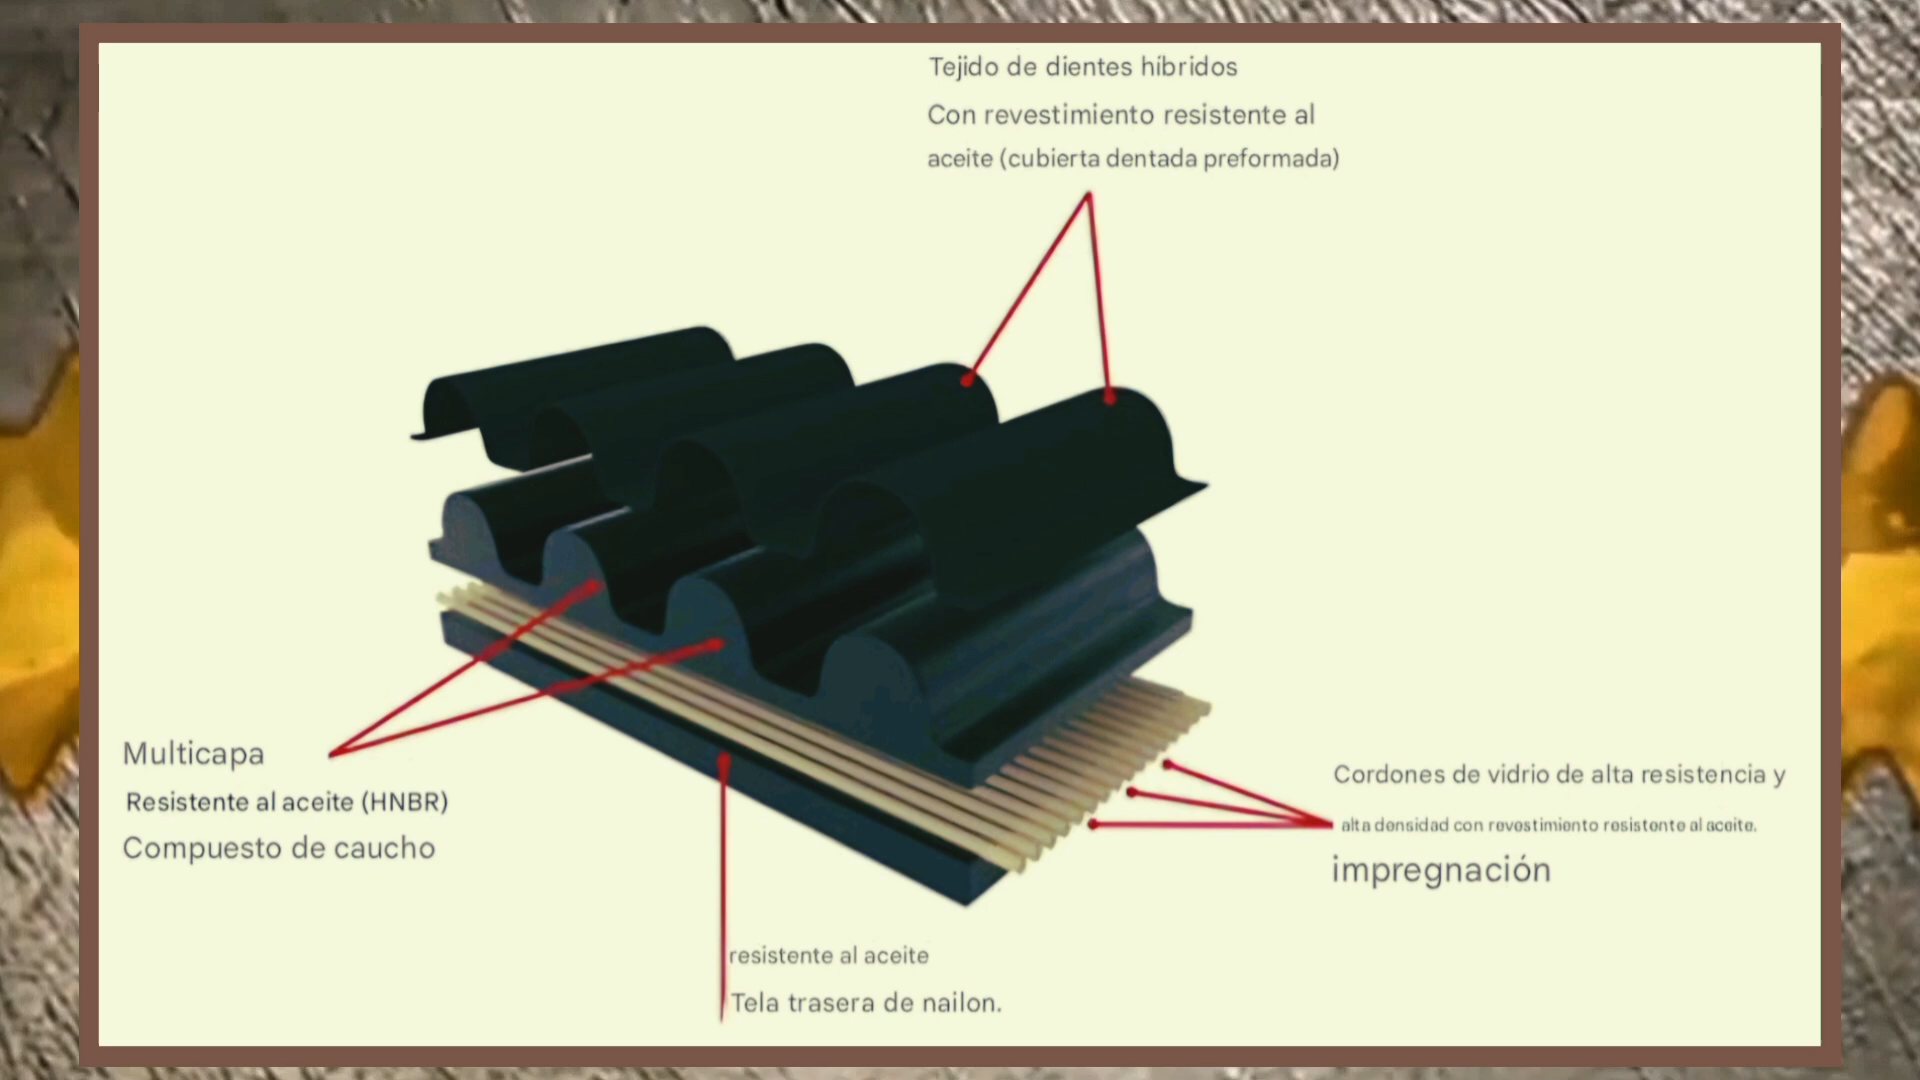 Tejido de dientes híbridos
Con revestimiento resistente al
aceite (cubierta dentada preformada)
Multicapa
Resistente al aceite (HNBR)
Compuesto de caucho
Cordones de vidrio de alta resistencia y
alta densidad con revestimiento resistente al aceite.
impregnación
resistente al aceite
Tela trasera de nailon.